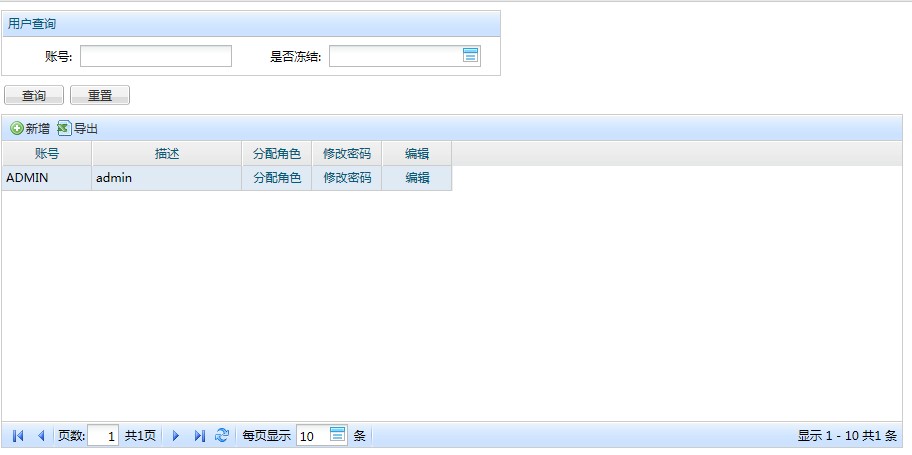 用户查询
账号: 是否冻结:
查询 重置
新增 导出
账号 描述 分配角色 修改密码 编辑
ADMIN admin 分配角色 修改密码 编辑
页数: 1 共1页 每页显示 10 条 显示 1 - 10 共1 条